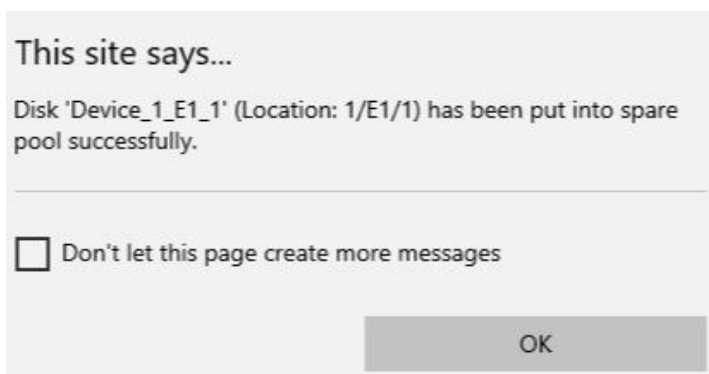 This site says...
Disk 'Device_1_E1_1' (Location: 1/E1/1) has been put into spare
pool successfully.
Don't let this page create more messages
OK